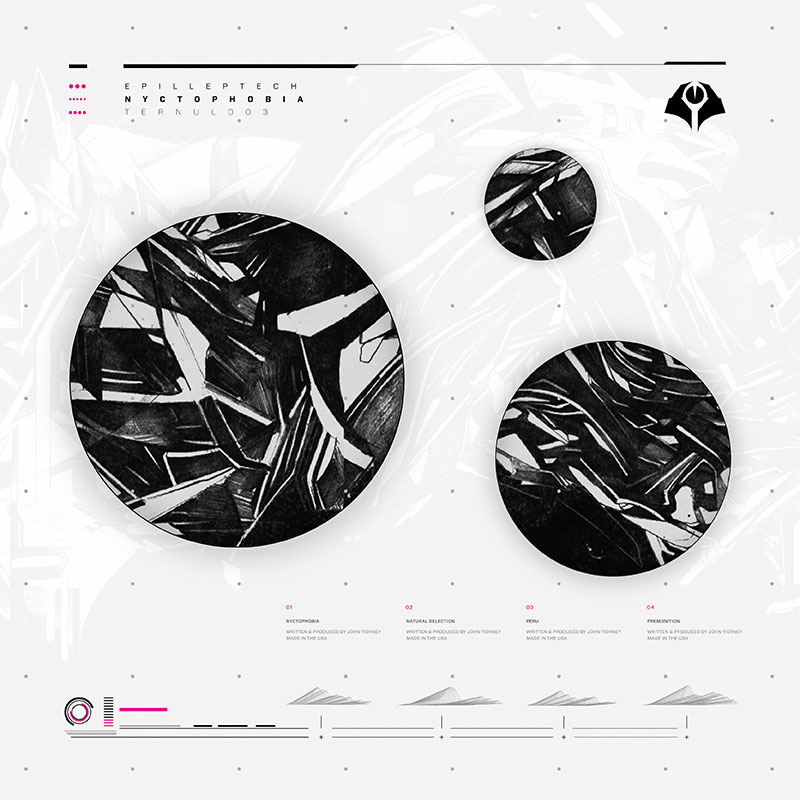 EPILLEPTECH
NYCTOPHOBIA
TERNULD03
01
NYCTOPHOBIA
WRITTEN & PRODUCED BY JOHN TIERNEY
MADE IN THE USA
02
NATURAL SELECTION
WRITTEN & PRODUCED BY JOHN TIERNEY
MADE IN THE USA
03
PERU
WRITTEN & PRODUCED BY JOHN TIERNEY
MADE IN THE USA
04
PREMONITION
WRITTEN & PRODUCED BY JOHN TIERNEY
MADE IN THE USA